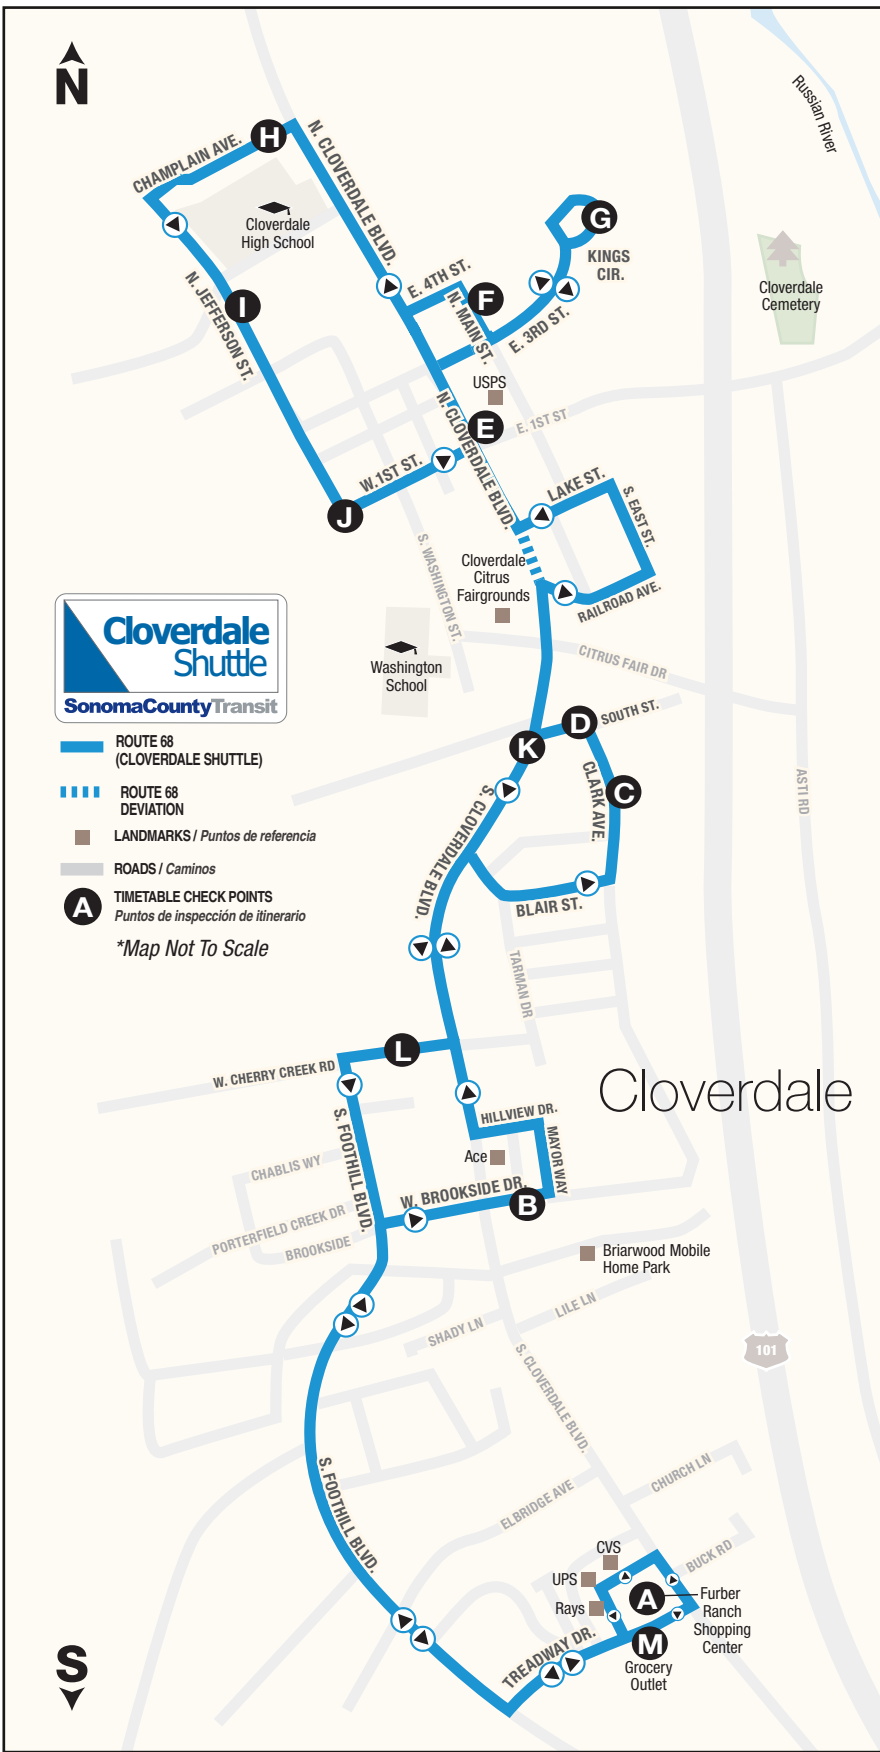 N
Russian River
H
CHAMPLAIN AVE.
N. CLOVERDALE BLVD.
Cloverdale
High School
G
KINGS
CIR.
E. 4TH ST.
F
N. MAIN ST.
E. 3RD ST.
Cloverdale
Cemetery
I
N. JEFFERSON ST.
USPS
E
E. 1ST ST
N. CLOVERDALE BLVD.
W. 1ST ST.
J
LAKE ST.
S. EAST ST.
S. WASHINGTON ST.
Cloverdale
Citrus
Fairgrounds
RAILROAD AVE.
Cloverdale
Shuttle
SonomaCountyTransit
Washington
School
CITRUS FAIR DR
SOUTH ST.
D
K
C
CLARK AVE.
ASTI RD
S. CLOVERDALE BLVD.
BLAIR ST.
TARMAN DR
ROUTE 68
(CLOVERDALE SHUTTLE)
ROUTE 68
DEVIATION
LANDMARKS / Puntos de referencia
ROADS / Caminos
A
TIMETABLE CHECK POINTS
Puntos de inspección de itinerario
*Map Not To Scale
L
W. CHERRY CREEK RD
Cloverdale
S. FOOTHILL BLVD.
HILLVIEW DR.
MAYOR WAY
Ace
CHABLIS WY
W. BROOKSIDE DR.
B
PORTERFIELD CREEK DR
BROOKSIDE
Briarwood Mobile
Home Park
LILE LN
SHADY LN
S. CLOVERDALE BLVD.
101
S. FOOTHILL BLVD.
CHURCH LN
ELBRIDGE AVE
CVS
BUCK RD
UPS
Rays
A
Furber
Ranch
Shopping
Center
M
TREADWAY DR.
Grocery
Outlet
S